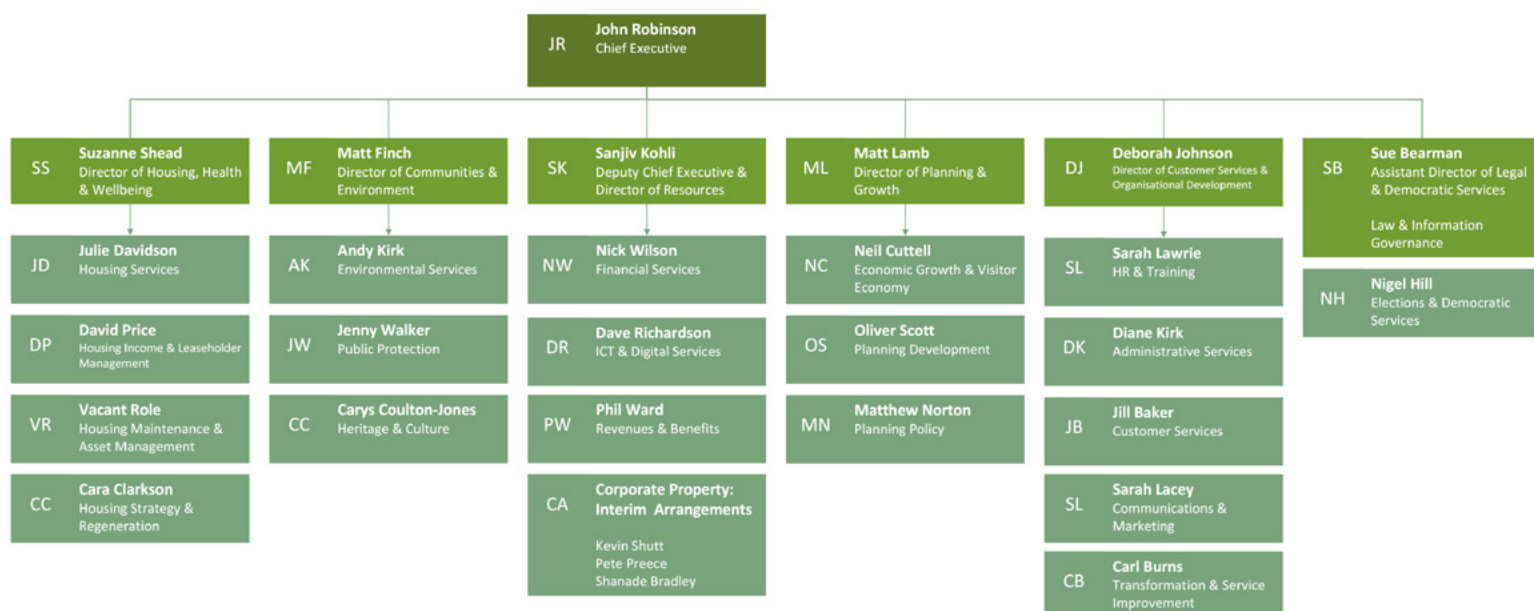 JR
John Robinson
Chief Executive
SS
Suzanne Shead
Director of Housing, Health
& Wellbeing
MF
Matt Finch
Director of Communities &
Environment
SK
Sanjiv Kohli
Deputy Chief Executive &
Director of Resources
ML
Matt Lamb
Director of Planning &
Growth
DJ
Deborah Johnson
Director of Customer Services &
Organisational Development
SB
Sue Bearman
Assistant Director of Legal
& Democratic Services
Law & Information
Governance
JD
Julie Davidson
Housing Services
DP
David Price
Housing Income & Leaseholder
Management
VR
Vacant Role
Housing Maintenance &
Asset Management
CC
Cara Clarkson
Housing Strategy &
Regeneration
AK
Andy Kirk
Environmental Services
JW
Jenny Walker
Public Protection
CC
Carys Coulton-Jones
Heritage & Culture
NW
Nick Wilson
Financial Services
DR
Dave Richardson
ICT & Digital Services
PW
Phil Ward
Revenues & Benefits
CA
Corporate Property:
Interim Arrangements
Kevin Shutt
Pete Preece
Shanade Bradley
NC
Neil Cuttell
Economic Growth & Visitor
Economy
OS
Oliver Scott
Planning Development
MN
Matthew Norton
Planning Policy
SL
Sarah Lawrie
HR & Training
DK
Diane Kirk
Administrative Services
JB
Jill Baker
Customer Services
SL
Sarah Lacey
Communications &
Marketing
CB
Carl Burns
Transformation & Service
Improvement
NH
Nigel Hill
Elections & Democratic
Services